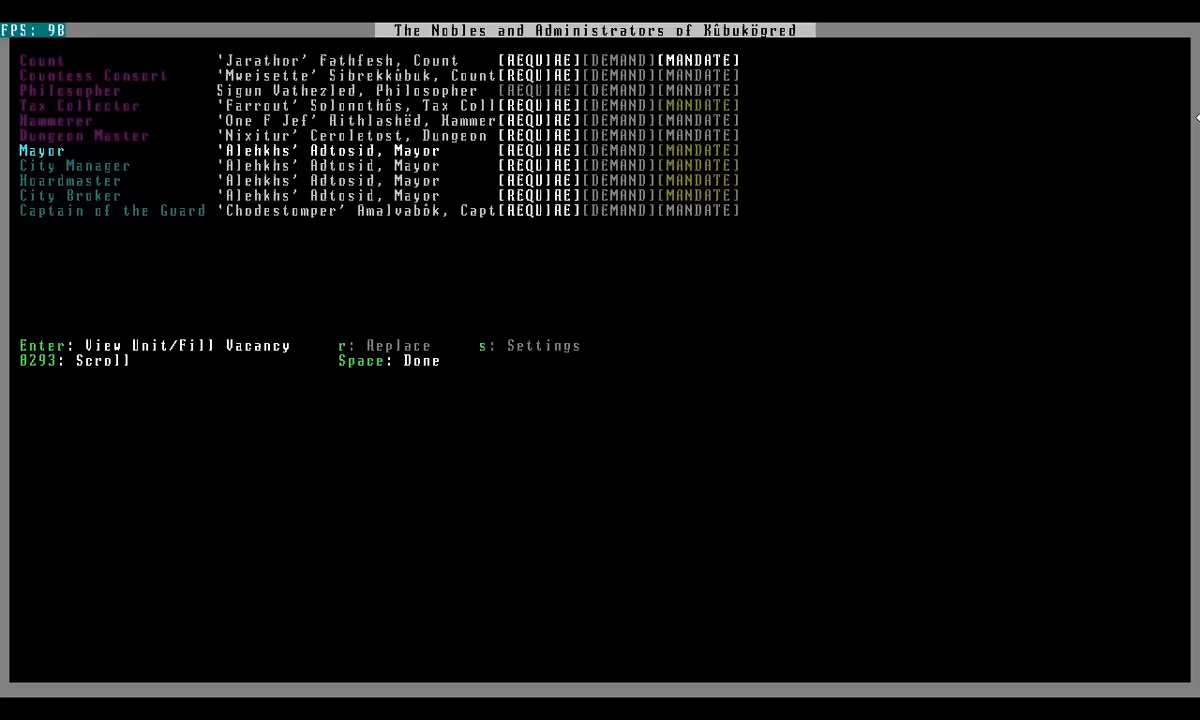 FPS: 98
The Nobles and Administrators of Kûbukögred
Count 'Jarathor' Fathfesh, Count [REQUIRE][DEMAND][MANDATE]
Countess Consort 'Mweisette' Sibrekkûbuk, Count[REQUIRE][DEMAND][MANDATE]
Philosopher Sigun Vathezled, Philosopher [REQUIRE][DEMAND][MANDATE]
Tax Collector 'Farrout' Solonothôs, Tax Coll[REQUIRE][DEMAND][MANDATE]
Hammerer 'One F Jef' Rithlashëd, Hammer[REQUIRE][DEMAND][MANDATE]
Dungeon Master 'Nixitur' Ceroletost, Dungeon [REQUIRE][DEMAND][MANDATE]
Mayor 'Alehkhs' Adtosid, Mayor [REQUIRE][DEMAND][MANDATE]
City Manager 'Alehkhs' Adtosid, Mayor [REQUIRE][DEMAND][MANDATE]
Hoardmaster 'Alehkhs' Adtosid, Mayor [REQUIRE][DEMAND][MANDATE]
City Broker 'Alehkhs' Adtosid, Mayor [REQUIRE][DEMAND][MANDATE]
Captain of the Guard 'Chodestomper' Amalvabôk, Capt[REQUIRE][DEMAND][MANDATE]
Enter: View Unit/Fill Vacancy r: Replace s: Settings
8293: Scroll Space: Done